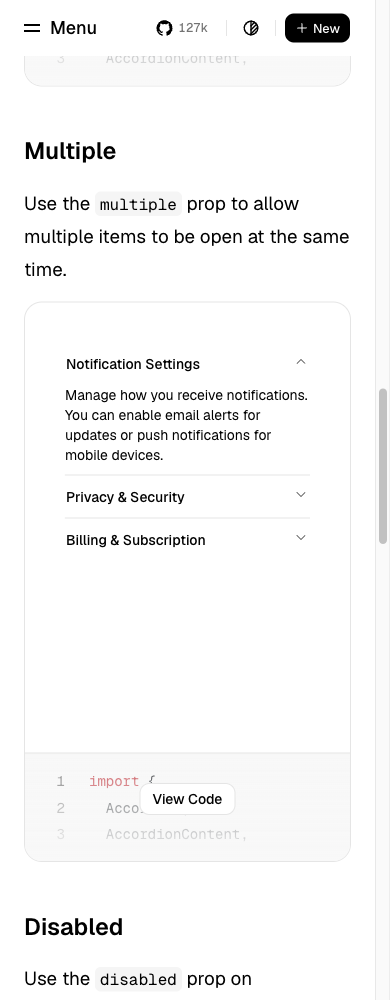 Menu
127k
New
3 AccordionContent,
Multiple
Use the multiple prop to allow
multiple items to be open at the same
time.
Notification Settings
Manage how you receive notifications.
You can enable email alerts for
updates or push notifications for
mobile devices.
Privacy & Security
Billing & Subscription
1 import {
2
View Code
3 AccordionContent,
Disabled
Use the disabled prop on